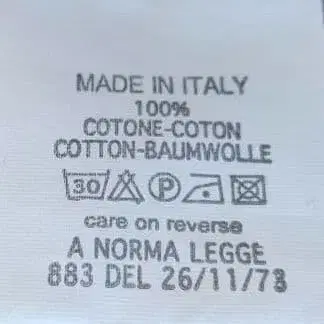 MADE IN ITALY
100%
COTONE-COTON
COTTON-BAUMWOLLE
30 P
care on reverse
A NORMA LEGGE
883 DEL 26/11/73